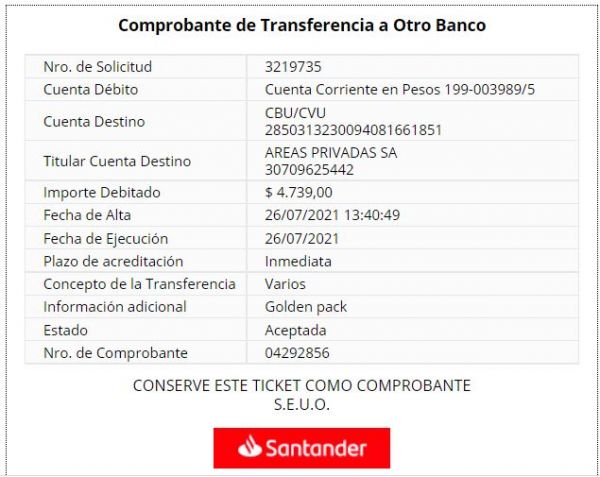 Comprobante de Transferencia a Otro Banco
Nro. de Solicitud 3219735
Cuenta Débito Cuenta Corriente en Pesos 199-003989/5
Cuenta Destino CBU/CVU
2850313230094081661851
Titular Cuenta Destino AREAS PRIVADAS SA
30709625442
Importe Debitado $ 4.739,00
Fecha de Alta 26/07/2021 13:40:49
Fecha de Ejecución 26/07/2021
Plazo de acreditación Inmediata
Concepto de la Transferencia Varios
Información adicional Golden pack
Estado Aceptada
Nro. de Comprobante 04292856
CONSERVE ESTE TICKET COMO COMPROBANTE
S.E.U.O.
Santander